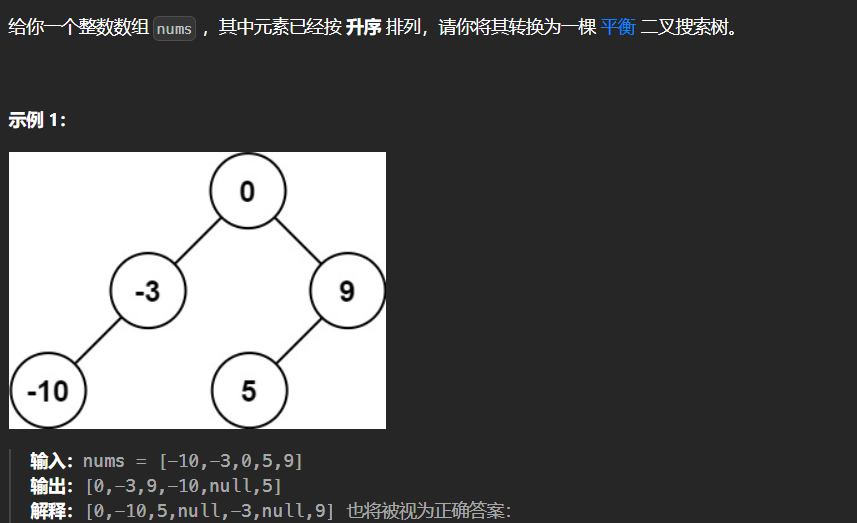 给你一个整数数组 nums ，其中元素已经按 升序 排列，请你将其转换为一棵 平衡 二叉搜索树。
示例 1：
0
-3 9
-10 5
输入：nums = [-10,-3,0,5,9]
输出：[0,-3,9,-10,null,5]
解释：[0,-10,5,null,-3,null,9] 也将被视为正确答案：